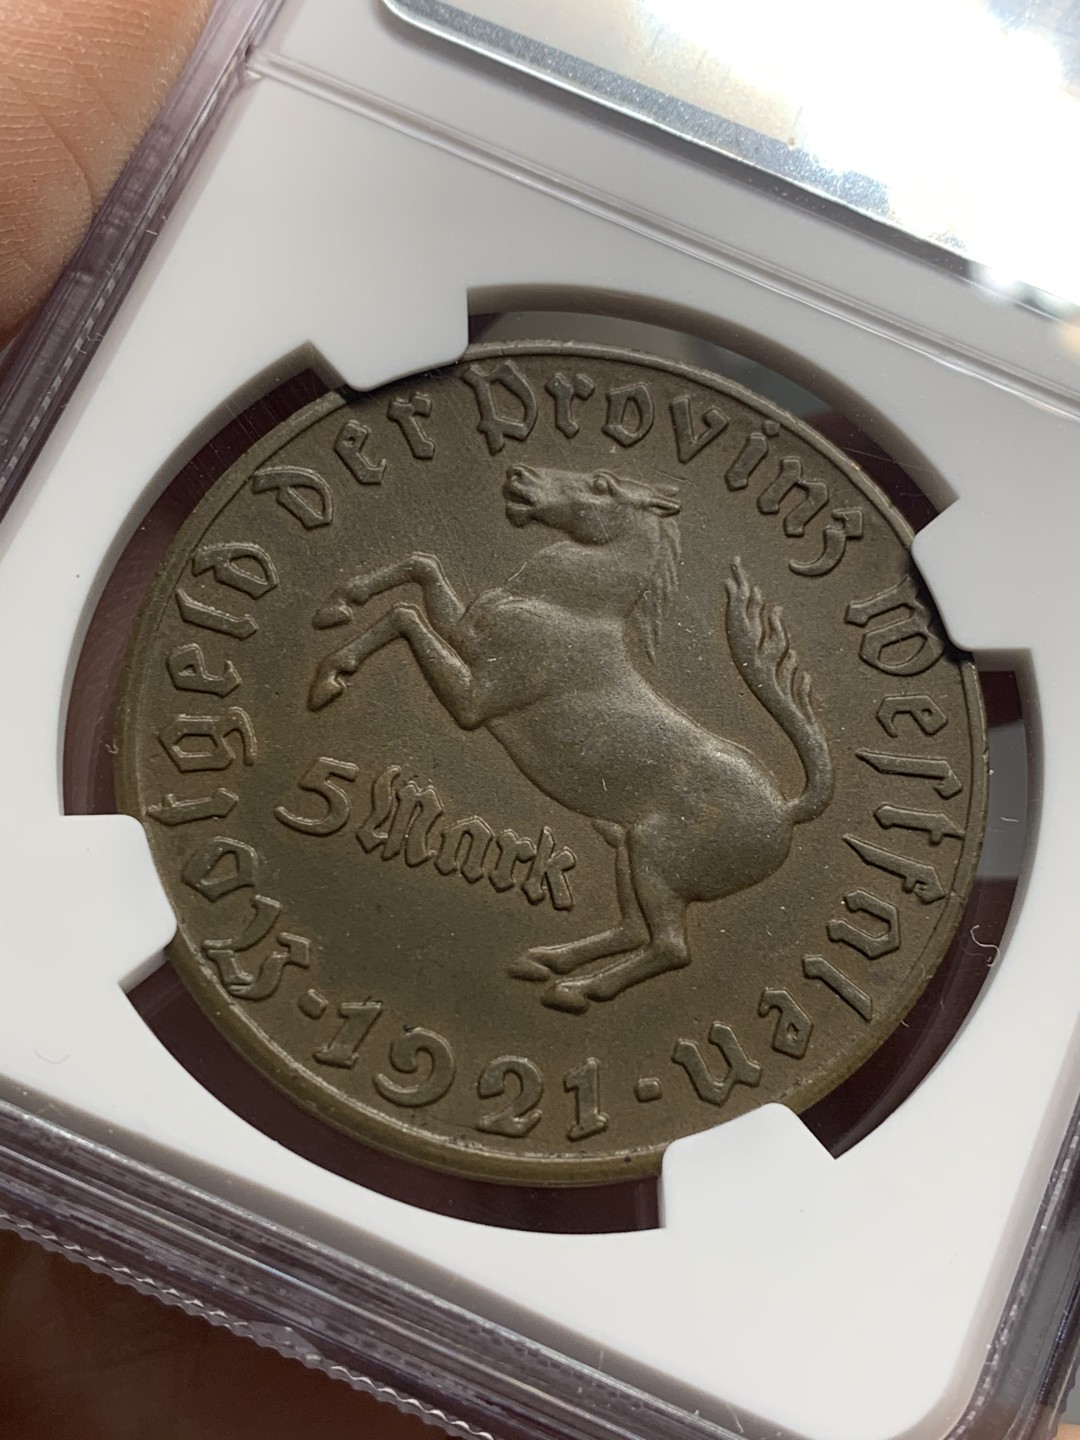 Notgeld der Provinz Westfalen
· 1921 ·
5 Mark